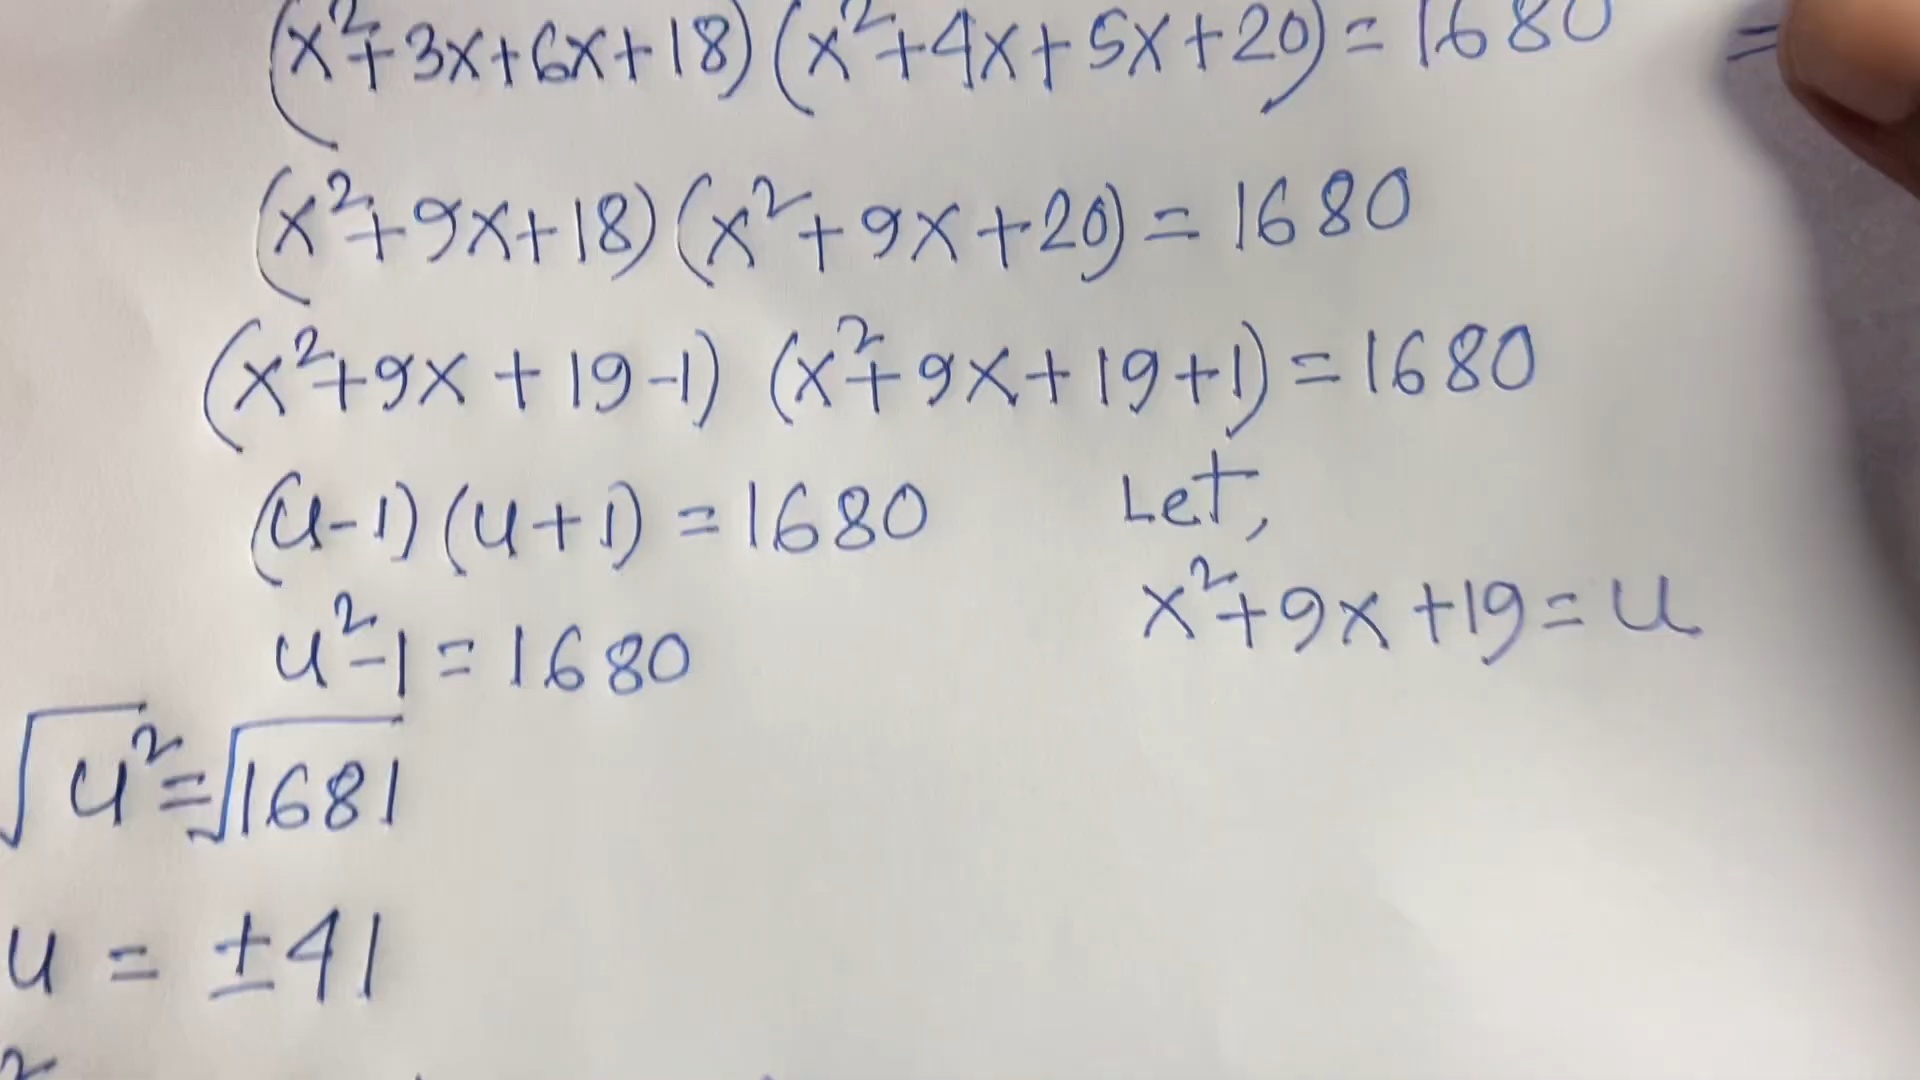 (x²+3x+6x+18)(x²+4x+5x+20)=1680 =
(x²+9x+18)(x²+9x+20)=1680
(x²+9x+19-1) (x²+9x+19+1)=1680
(u-1)(u+1)=1680
Let,
x²+9x+19=u
u²-1=1680
√u²=√1681
u = ±41